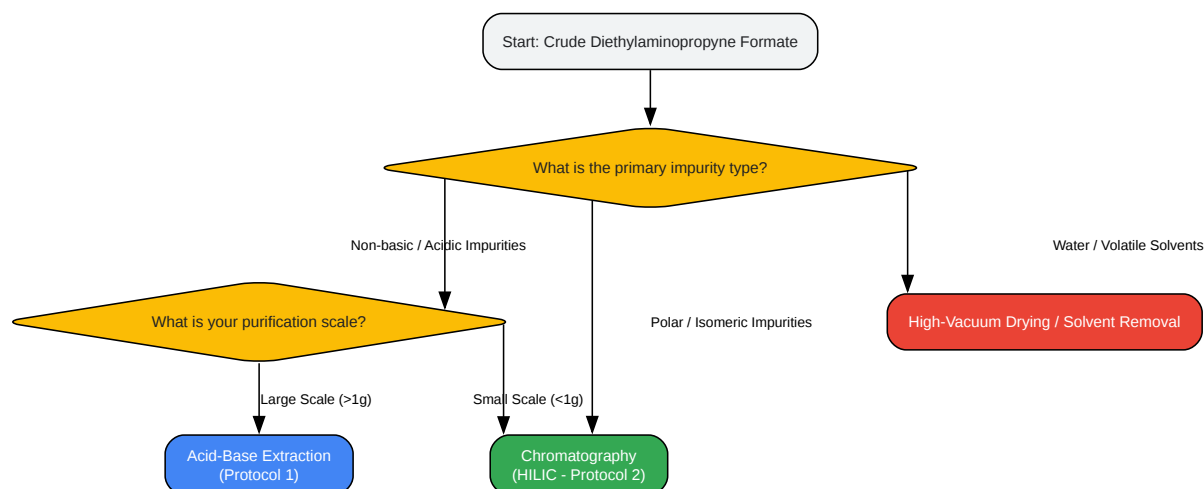 Start: Crude Diethylaminopropyne Formate
What is the primary impurity type?
Non-basic / Acidic Impurities
Water / Volatile Solvents
What is your purification scale?
Polar / Isomeric Impurities
High-Vacuum Drying / Solvent Removal
Large Scale (>1g)
Small Scale (<1g)
Acid-Base Extraction
(Protocol 1)
Chromatography
(HILIC - Protocol 2)